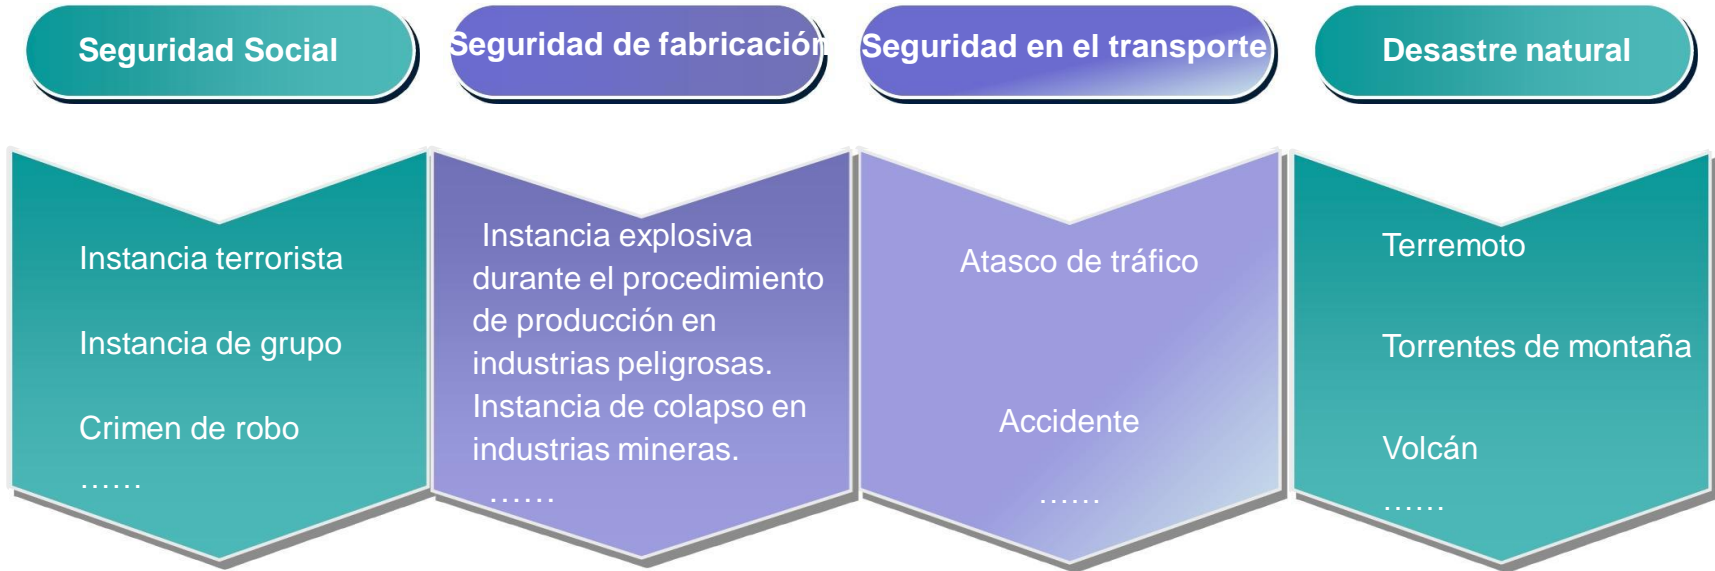 Seguridad Social
Seguridad de fabricación
Seguridad en el transporte
Desastre natural
Instancia terrorista
Instancia de grupo
Crimen de robo
......
Instancia explosiva
durante el procedimiento
de producción en
industrias peligrosas.
Instancia de colapso en
industrias mineras.
......
Atasco de tráfico
Accidente
......
Terremoto
Torrentes de montaña
Volcán
......